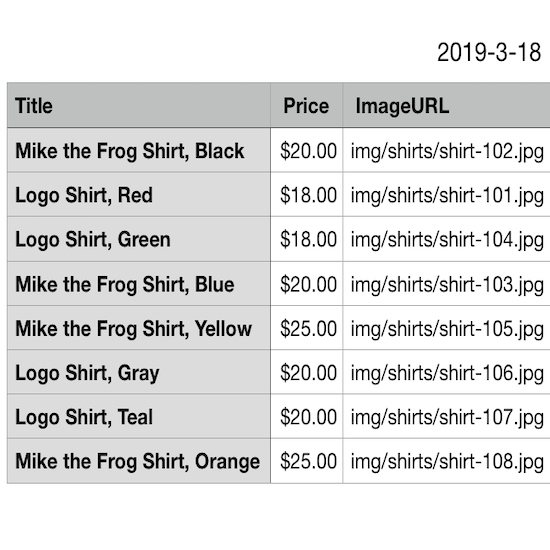 2019-3-18
Title Price ImageURL
Mike the Frog Shirt, Black $20.00 img/shirts/shirt-102.jpg
Logo Shirt, Red $18.00 img/shirts/shirt-101.jpg
Logo Shirt, Green $18.00 img/shirts/shirt-104.jpg
Mike the Frog Shirt, Blue $20.00 img/shirts/shirt-103.jpg
Mike the Frog Shirt, Yellow $25.00 img/shirts/shirt-105.jpg
Logo Shirt, Gray $20.00 img/shirts/shirt-106.jpg
Logo Shirt, Teal $20.00 img/shirts/shirt-107.jpg
Mike the Frog Shirt, Orange $25.00 img/shirts/shirt-108.jpg